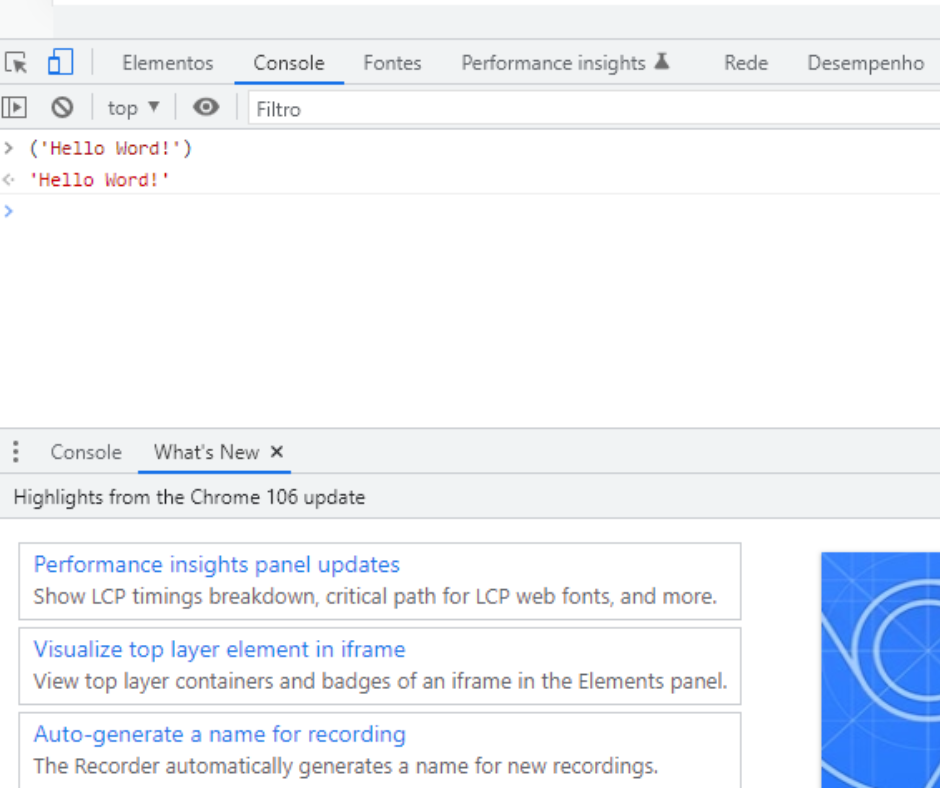 Elementos Console Fontes Performance insights Rede Desempenho
top Filtro
('Hello Word!')
'Hello Word!'
Console What's New
Highlights from the Chrome 106 update
Performance insights panel updates
Show LCP timings breakdown, critical path for LCP web fonts, and more.
Visualize top layer element in iframe
View top layer containers and badges of an iframe in the Elements panel.
Auto-generate a name for recording
The Recorder automatically generates a name for new recordings.